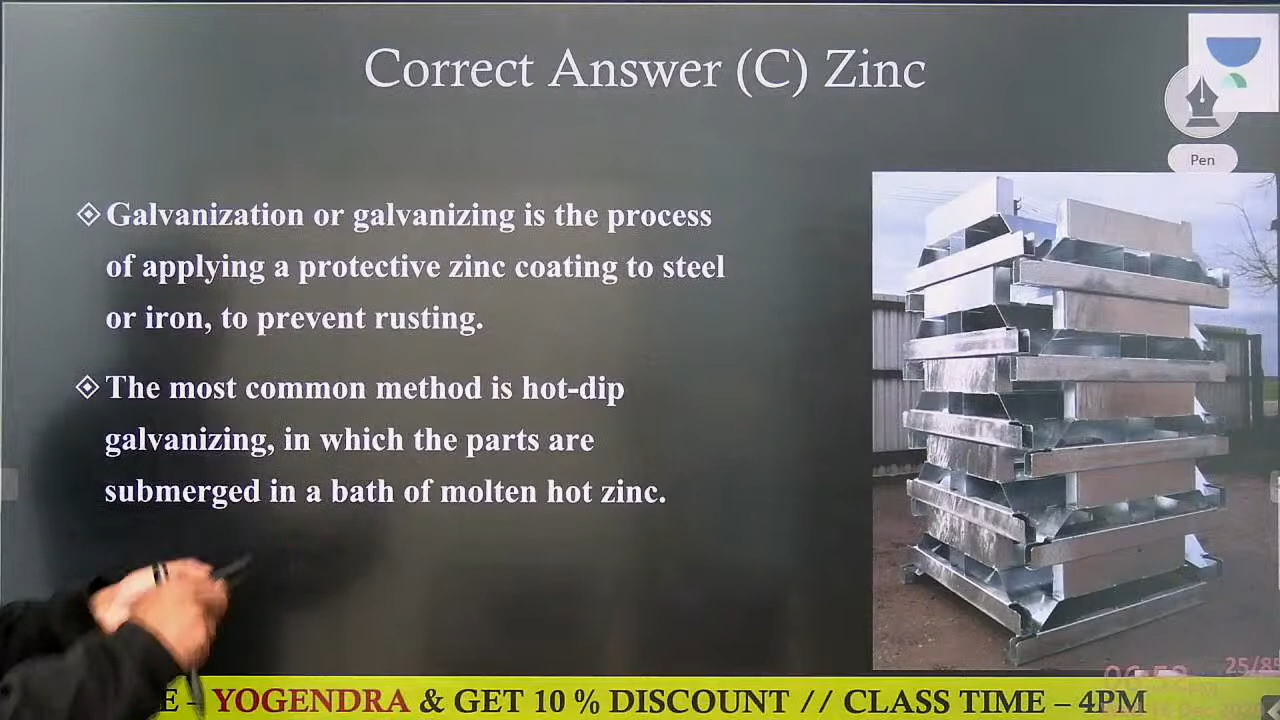 Correct Answer (C) Zinc
Pen
Galvanization or galvanizing is the process
of applying a protective zinc coating to steel
or iron, to prevent rusting.
The most common method is hot-dip
galvanizing, in which the parts are
submerged in a bath of molten hot zinc.
25/85
E - YOGENDRA & GET 10 % DISCOUNT // CLASS TIME – 4PM